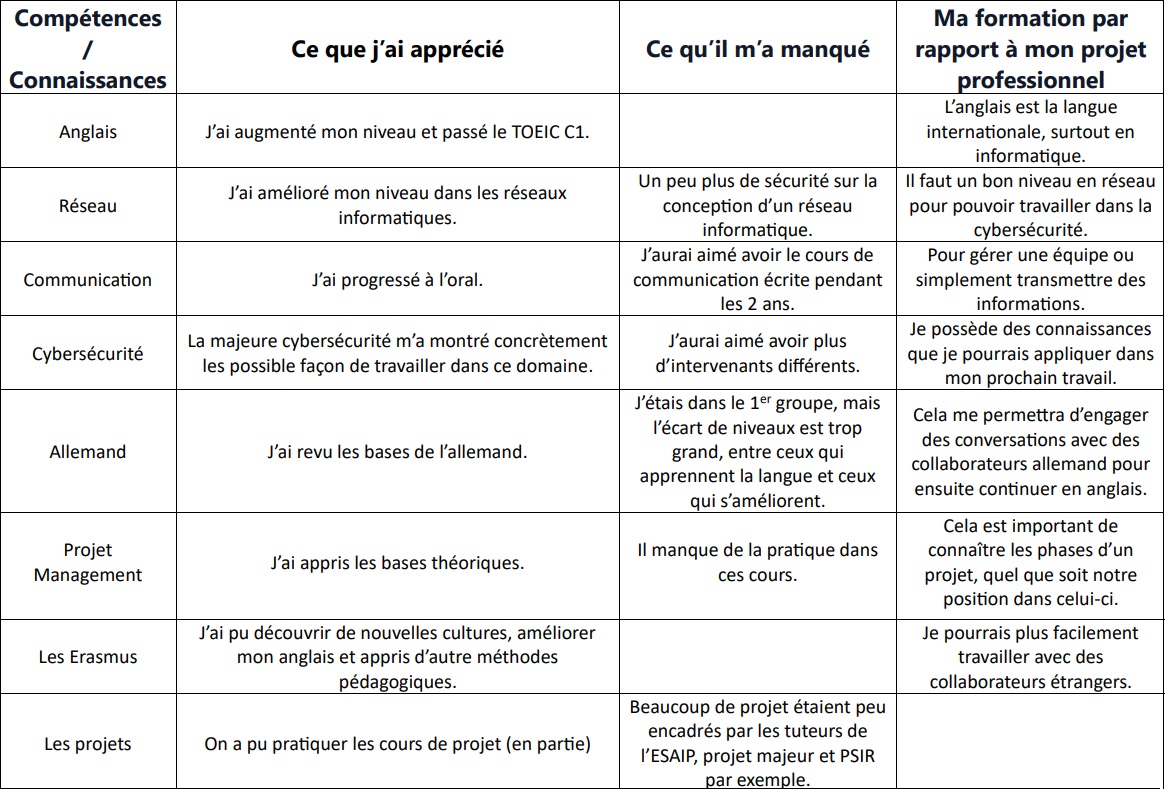 Compétences
/
Connaissances
Ce que j’ai apprécié
Ce qu’il m’a manqué
Ma formation par
rapport à mon projet
professionnel
Anglais
J’ai augmenté mon niveau et passé le TOEIC C1.
L’anglais est la langue
internationale, surtout en
informatique.
Réseau
J’ai amélioré mon niveau dans les réseaux
informatiques.
Un peu plus de sécurité sur la
conception d’un réseau
informatique.
Il faut un bon niveau en réseau
pour pouvoir travailler dans la
cybersécurité.
Communication
J’ai progressé à l’oral.
J’aurai aimé avoir le cours de
communication écrite pendant
les 2 ans.
Pour gérer une équipe ou
simplement transmettre des
informations.
Cybersécurité
La majeure cybersécurité m’a montré concrètement
les possible façon de travailler dans ce domaine.
J’aurai aimé avoir plus
d’intervenants différents.
Je possède des connaissances
que je pourrais appliquer dans
mon prochain travail.
Allemand
J’ai revu les bases de l’allemand.
J’étais dans le 1er groupe, mais
l’écart de niveaux est trop
grand, entre ceux qui
apprennent la langue et ceux
qui s’améliorent.
Cela me permettra d’engager
des conversations avec des
collaborateurs allemand pour
ensuite continuer en anglais.
Projet
Management
J’ai appris les bases théoriques.
Il manque de la pratique dans
ces cours.
Cela est important de
connaître les phases d’un
projet, quel que soit notre
position dans celui-ci.
Les Erasmus
J’ai pu découvrir de nouvelles cultures, améliorer
mon anglais et appris d’autre méthodes
pédagogiques.
Je pourrais plus facilement
travailler avec des
collaborateurs étrangers.
Les projets
On a pu pratiquer les cours de projet (en partie)
Beaucoup de projet étaient peu
encadrés par les tuteurs de
l’ESAIP, projet majeur et PSIR
par exemple.